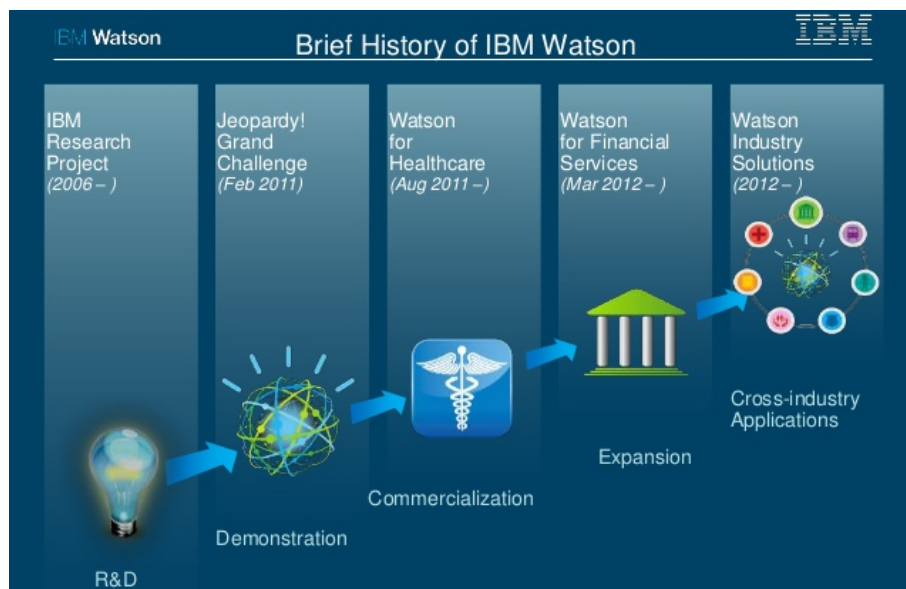 IBM Watson
Brief History of IBM Watson
IBM
IBM
Research
Project
(2006 – )
Jeopardy!
Grand
Challenge
(Feb 2011)
Watson
for
Healthcare
(Aug 2011 –)
Watson
for Financial
Services
(Mar 2012 – )
Watson
Industry
Solutions
(2012 – )
Cross-industry
Applications
Expansion
Commercialization
Demonstration
R&D